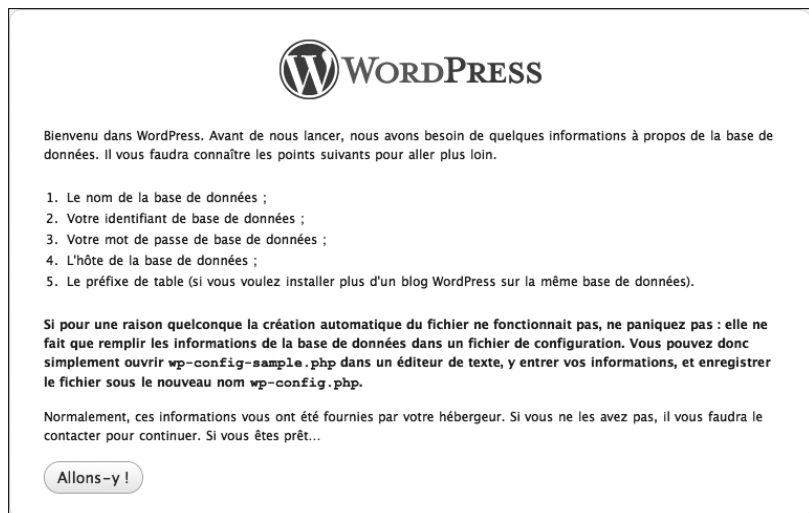 WORDPRESS
Bienvenu dans WordPress. Avant de nous lancer, nous avons besoin de quelques informations à propos de la base de
données. Il vous faudra connaître les points suivants pour aller plus loin.
1. Le nom de la base de données ;
2. Votre identifiant de base de données ;
3. Votre mot de passe de base de données ;
4. L'hôte de la base de données ;
5. Le préfixe de table (si vous voulez installer plus d'un blog WordPress sur la même base de données).
Si pour une raison quelconque la création automatique du fichier ne fonctionnait pas, ne paniquez pas : elle ne
fait que remplir les informations de la base de données dans un fichier de configuration. Vous pouvez donc
simplement ouvrir wp-config-sample.php dans un éditeur de texte, y entrer vos informations, et enregistrer
le fichier sous le nouveau nom wp-config.php.
Normalement, ces informations vous ont été fournies par votre hébergeur. Si vous ne les avez pas, il vous faudra le
contacter pour continuer. Si vous êtes prêt…
Allons-y !